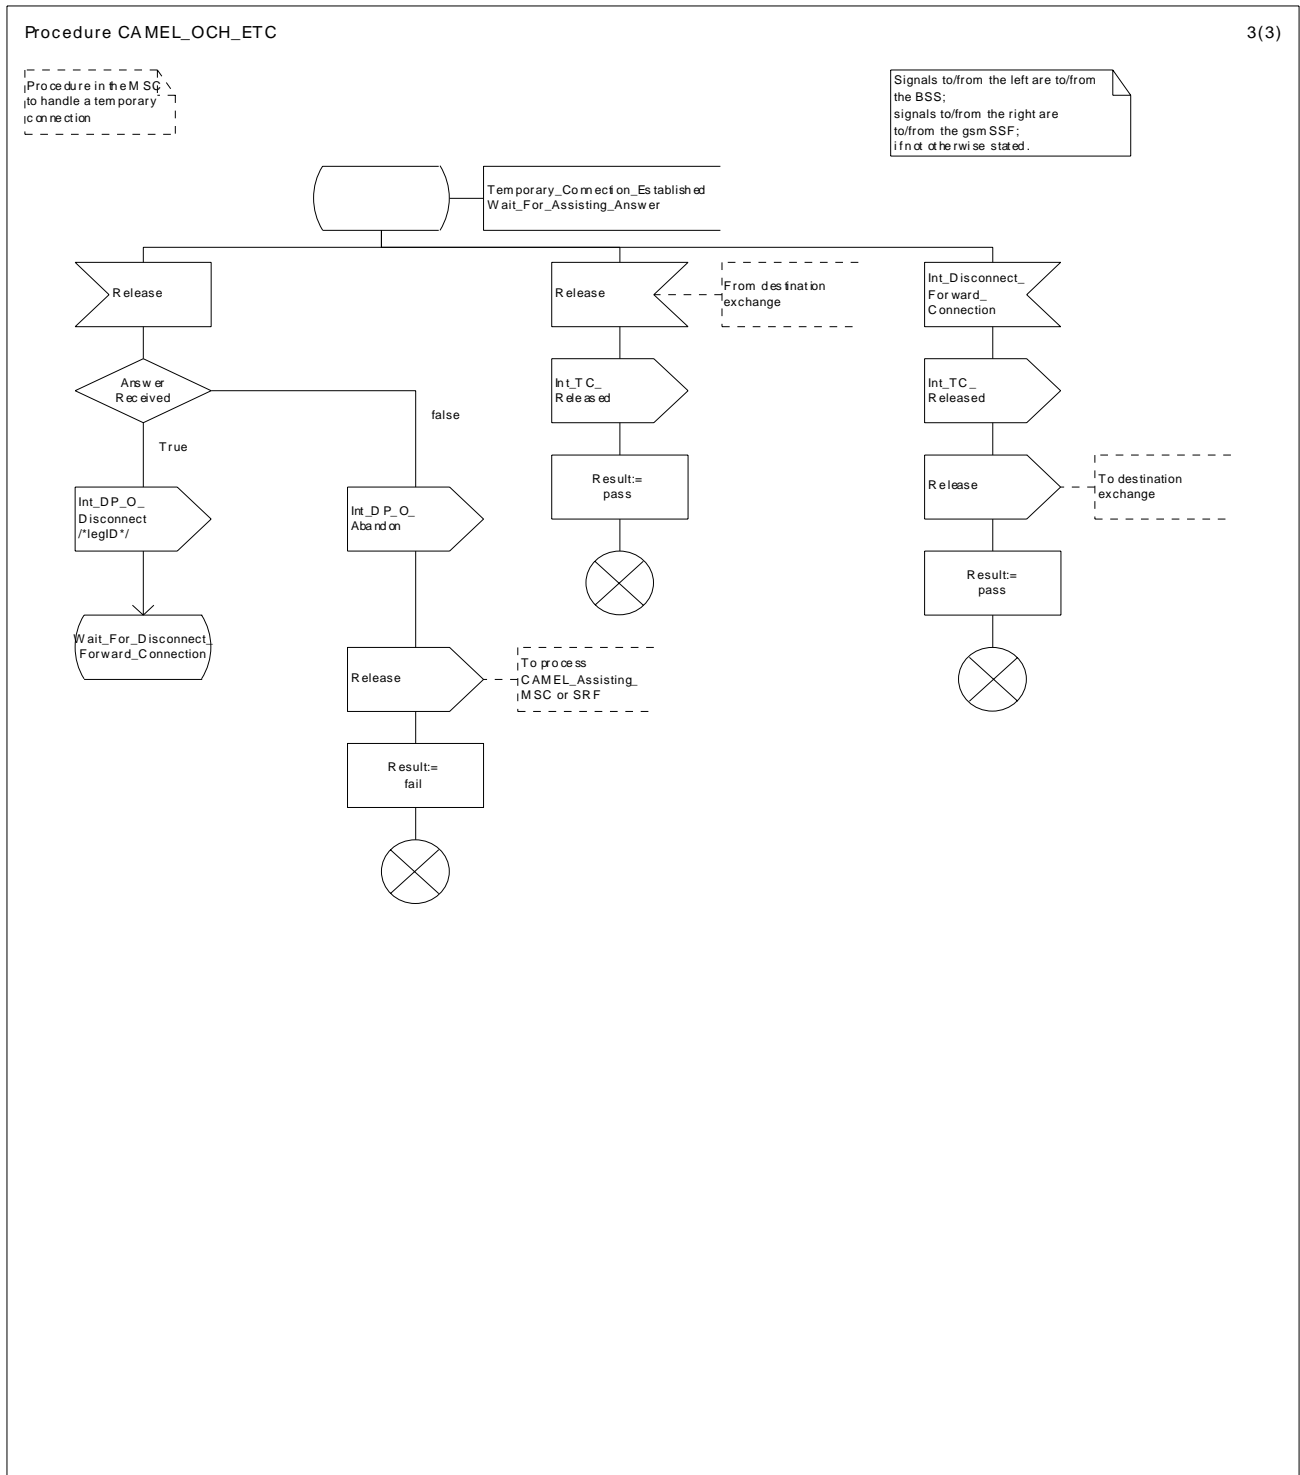 Procedure CAMEL_OCH_ETC
3(3)
Procedure in the MSC
to handle a temporary
connection
Signals to/from the left are to/from
the BSS;
signals to/from the right are
to/from the gsmSSF;
if not otherwise stated.
Temporary_Connection_Established
Wait_For_Assisting_Answer
Release
Release
From destination
exchange
Int_Disconnect_
Forward_
Connection
Answer
Received
false
True
Int_TC_
Released
Int_TC_
Released
Result:=
pass
Release
To destination
exchange
Int_DP_O_
Disconnect
/*legID*/
Int_DP_O_
Abandon
Result:=
pass
Wait_For_Disconnect_
Forward_Connection
Release
To process
CAMEL_Assisting_
MSC or SRF
Result:=
fail